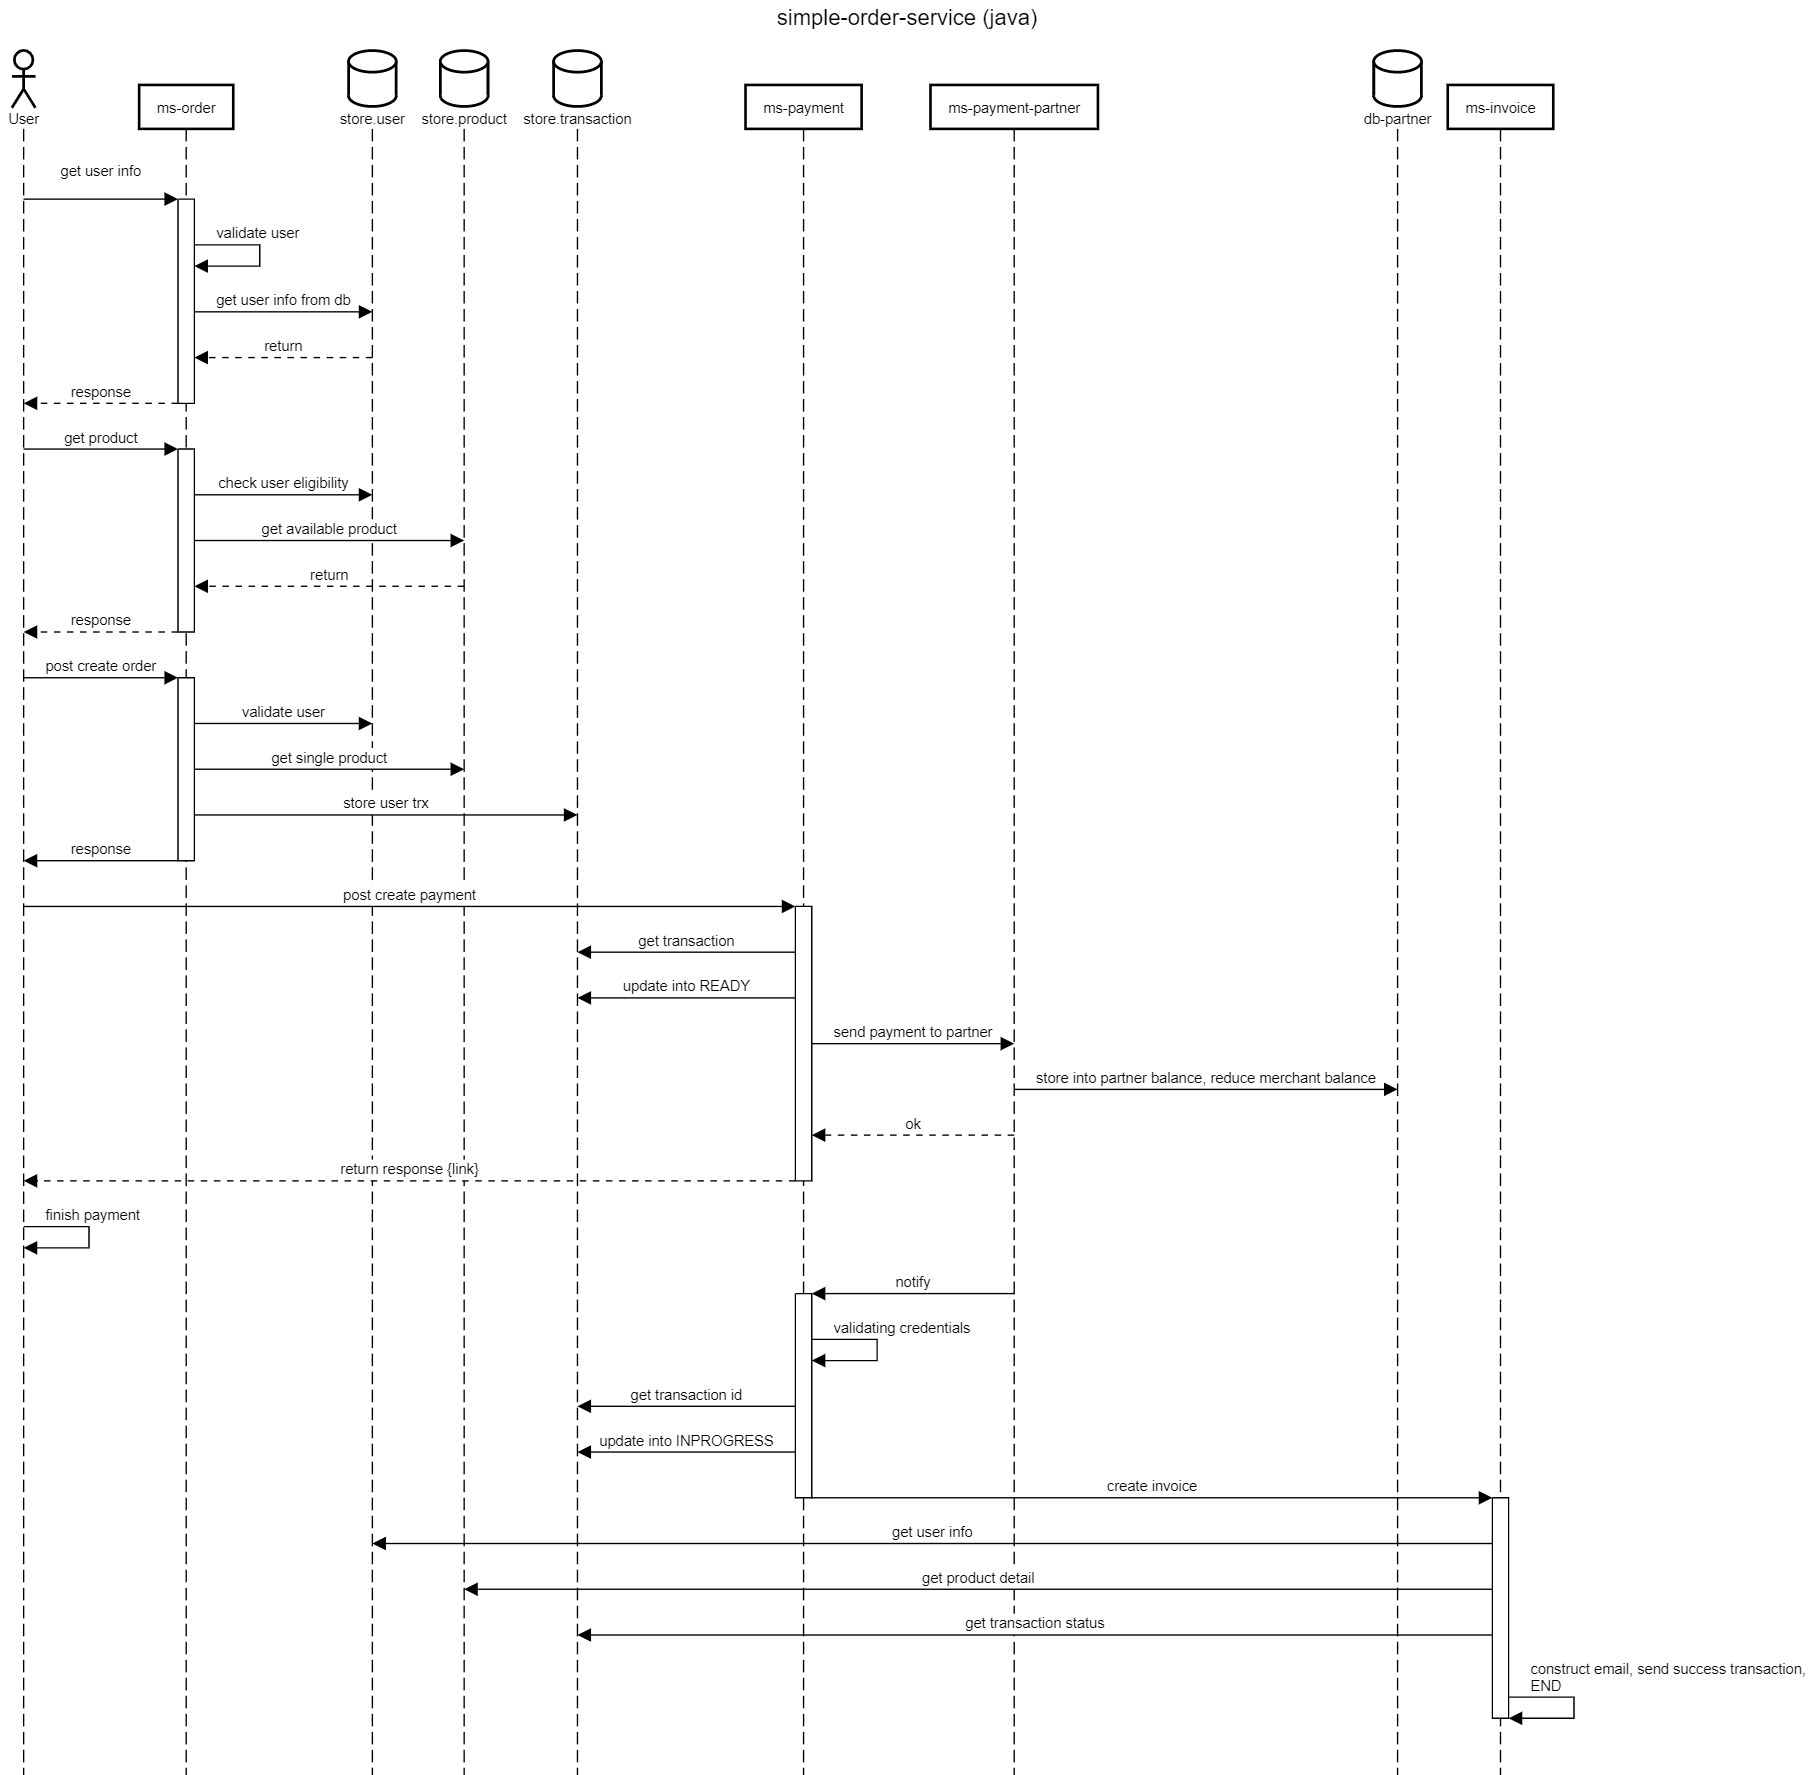 simple-order-service (java)
User
ms-order
store.user
store.product
store.transaction
ms-payment
ms-payment-partner
db-partner
ms-invoice
get user info
validate user
get user info from db
return
response
get product
check user eligibility
get available product
return
response
post create order
validate user
get single product
store user trx
response
post create payment
get transaction
update into READY
send payment to partner
store into partner balance, reduce merchant balance
ok
return response {link}
finish payment
notify
validating credentials
get transaction id
update into INPROGRESS
create invoice
get user info
get product detail
get transaction status
construct email, send success transaction,
END